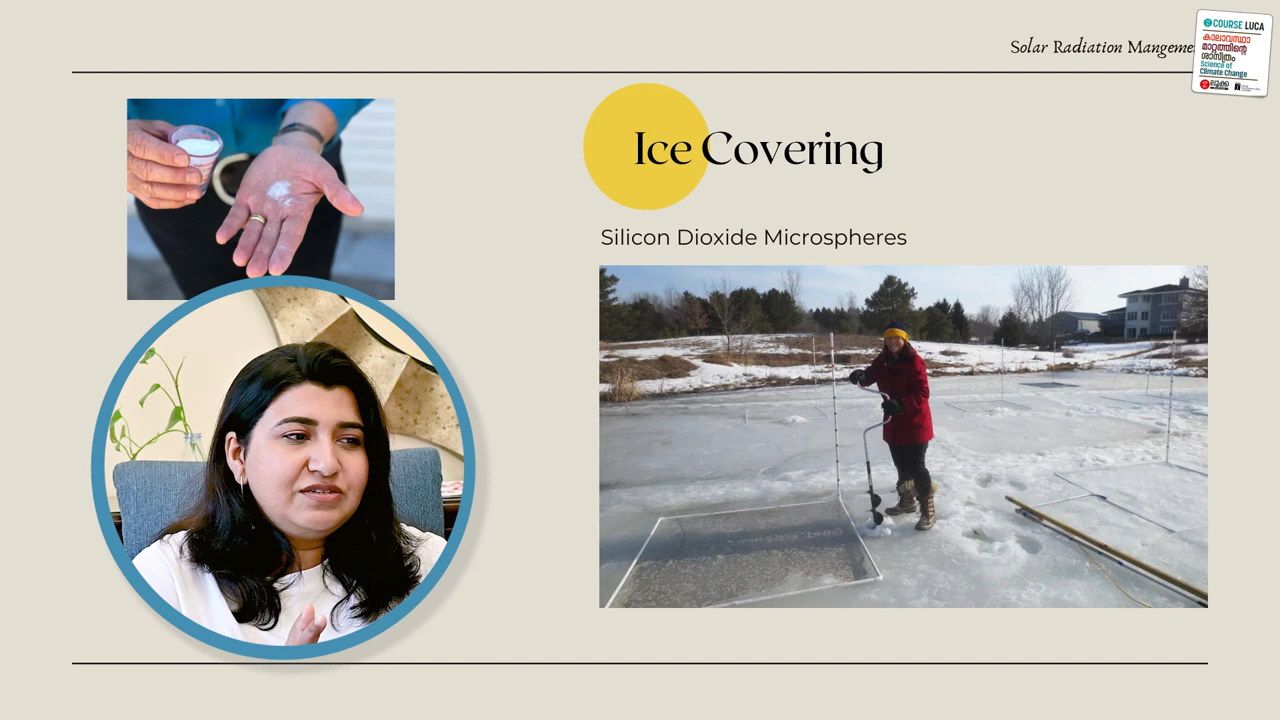 Solar Radiation Mangeme
COURSE LUCA
കാലാവസ്ഥാ
മാറ്റത്തിന്റെ
ശാസ്ത്രം
Science of
Climate Change
ലൂക്ക
Ice Covering
Silicon Dioxide Microspheres